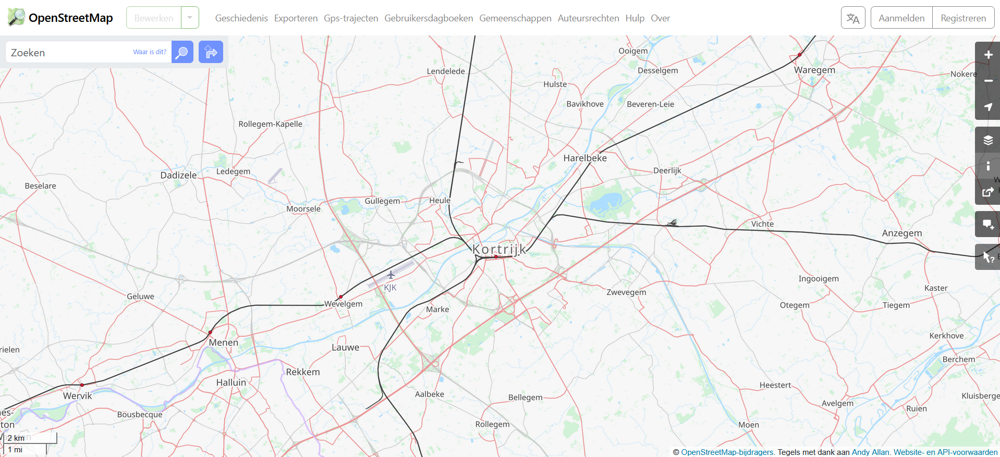 OpenStreetMap
Bewerken
Geschiedenis Exporteren Gps-trajecten Gebruikersdagboeken Gemeenschappen Auteursrechten Hulp Over
Aanmelden Registreren
Zoeken Waar is dit?
Ooigem
Desselgem
Waregem
Nokere
Lendelede
Hulste
Bavikhove
Beveren-Leie
Rollegem-Kapelle
Harelbeke
Deerlijk
Dadizele
Ledegem
Beselare
Gullegem
Heule
Moorsele
Vichte
Anzegem
Kortrijk
KJK
Ingooigem
Kaster
Geluwe
Wevelgem
Marke
Zwevegem
Otegem
Tiegem
Kerkhove
Menen
Lauwe
rielen
Berchem
Rekkem
Halluin
Heestert
Wervik
Aalbeke
Bellegem
Avelgem
Kluisberge
Ruien
Bousbecque
nes-
ton
Rollegem
Moen
2 km
1 mi
© OpenStreetMap-bijdragers. Tegels met dank aan Andy Allan. Website- en API-voorwaarden